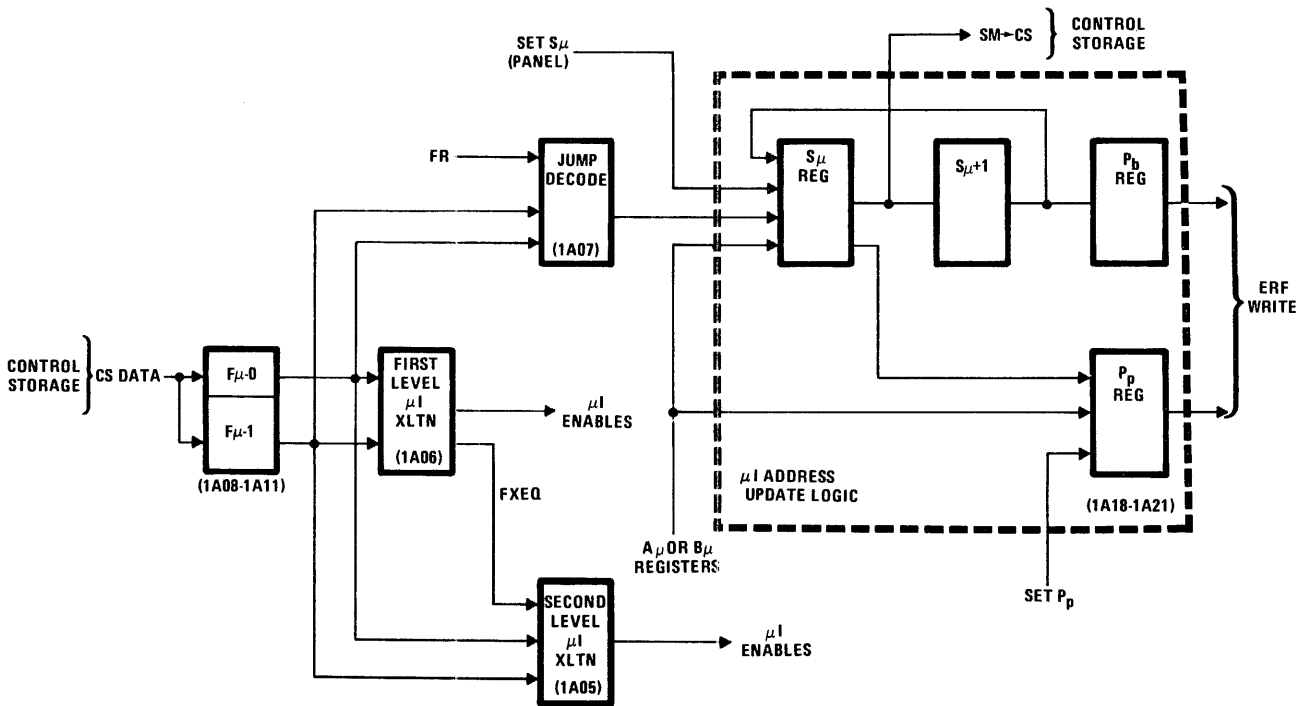 SET Sμ
(PANEL)
SM→CS
CONTROL
STORAGE
FR
JUMP
DECODE
(1A07)
Sμ
REG
Sμ+1
Pb
REG
ERF
WRITE
CONTROL
STORAGE
CS DATA
Fμ-0
Fμ-1
(1A08-1A11)
FIRST
LEVEL
μI
XLTN
(1A06)
μI
ENABLES
FXEQ
Pp
REG
(1A18-1A21)
μI ADDRESS
UPDATE LOGIC
Aμ OR Bμ
REGISTERS
SET Pp
SECOND
LEVEL
μI
XLTN
(1A05)
μI
ENABLES